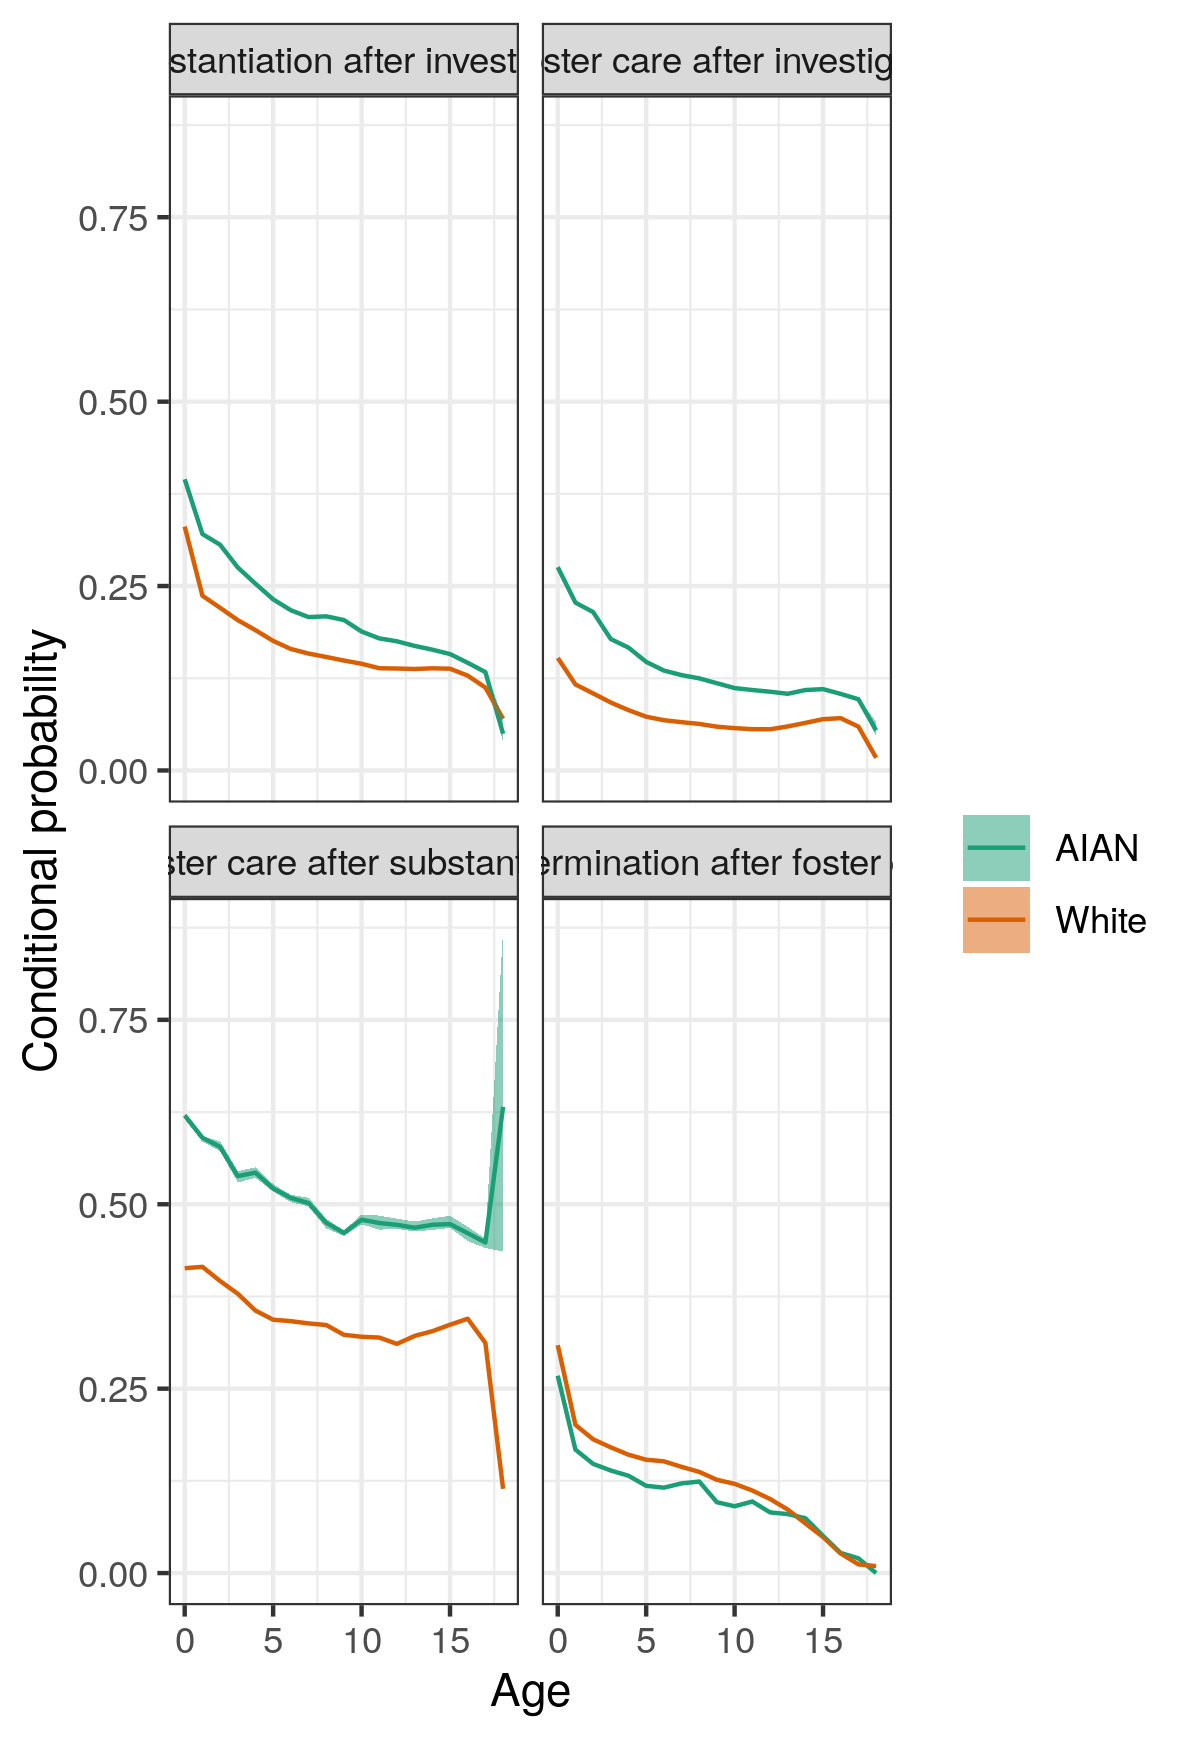 stantiation after invest
ster care after investig
0.75
0.50
0.25
0.00
ster care after substant
ermination after foster
0.75
0.50
0.25
0.00
0 5 10 15
0 5 10 15
Age
Conditional probability
AIAN
White